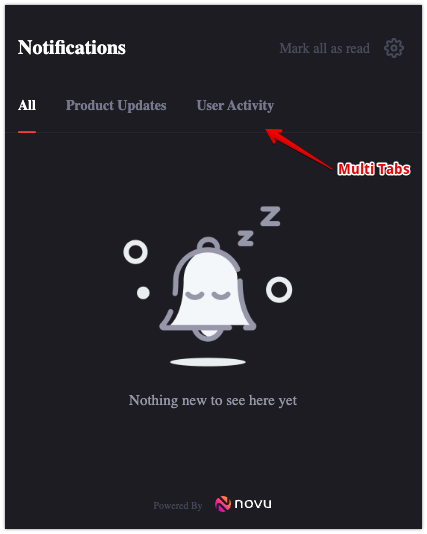 Notifications
Mark all as read
All
Product Updates
User Activity
Multi Tabs
Z
Z
Nothing new to see here yet
Powered By
novu